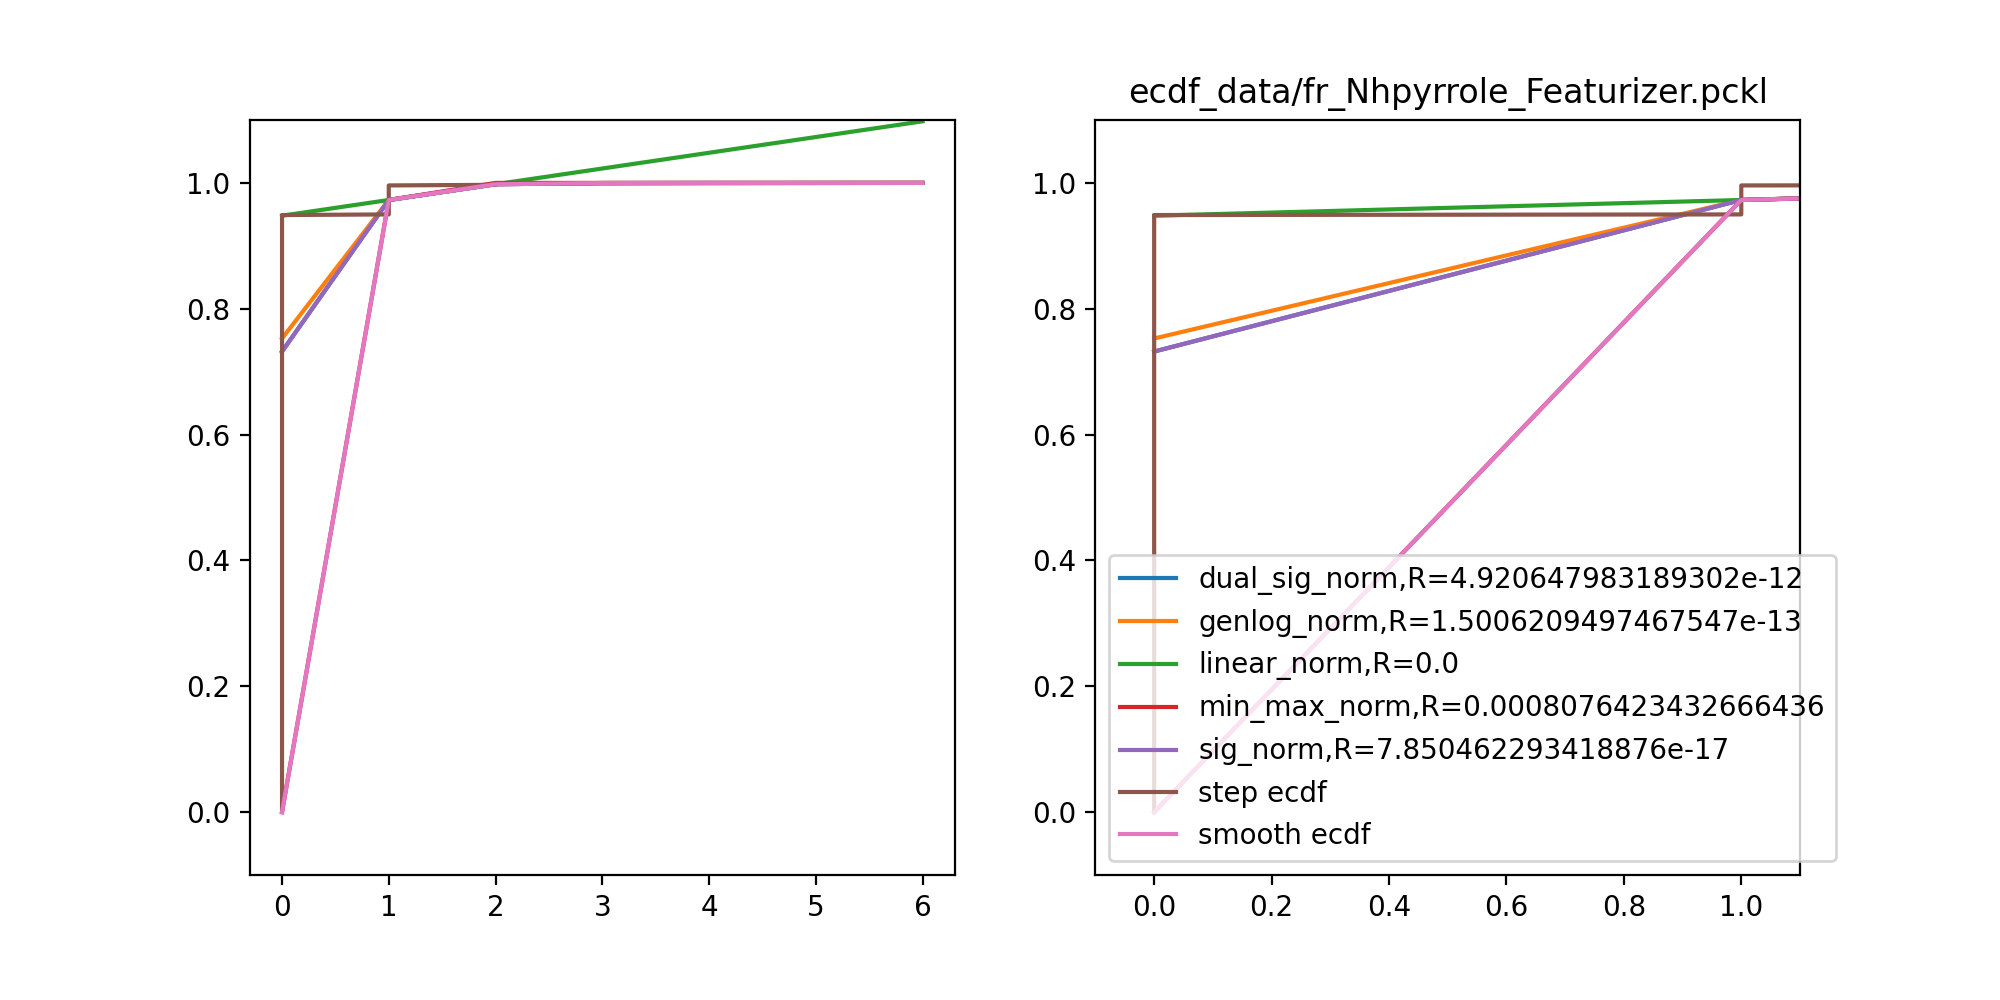 ecdf_data/fr_Nhpyrrole_Featurizer.pckl
1.0
0.8
0.6
0.4
0.2
0.0
0 1 2 3 4 5 6
1.0
0.8
0.6
0.4
0.2
0.0
0.0 0.2 0.4 0.6 0.8 1.0
dual_sig_norm,R=4.920647983189302e-12
genlog_norm,R=1.5006209497467547e-13
linear_norm,R=0.0
min_max_norm,R=0.0008076423432666436
sig_norm,R=7.850462293418876e-17
step ecdf
smooth ecdf